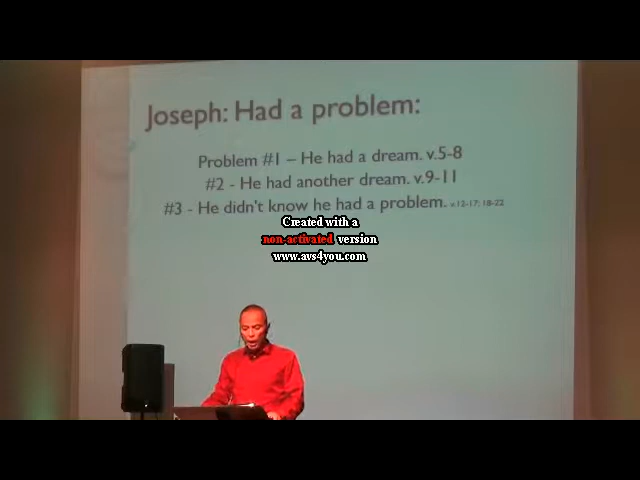 Joseph: Had a problem:
Problem #1 – He had a dream. v.5-8
#2 - He had another dream. v.9-11
#3 - He didn't know he had a problem. v.12-17; 18-22
Created with a
non-activated version
www.avs4you.com